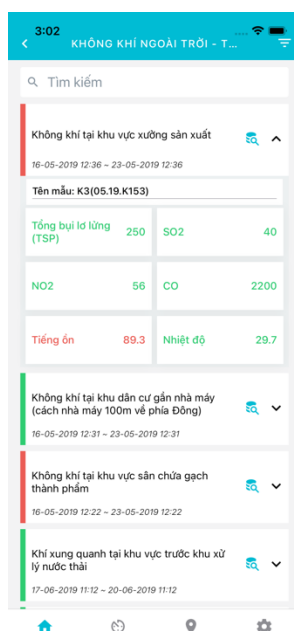 3:02
KHÔNG KHÍ NGOÀI TRỜI - T...
Tìm kiếm
Không khí tại khu vực xưởng sản xuất
16-05-2019 12:36 ~ 23-05-2019 12:36
Tên mẫu: K3(05.19.K153)
Tổng bụi lơ lửng
(TSP)
250
SO2
40
NO2
56
CO
2200
Tiếng ồn
89.3
Nhiệt độ
29.7
Không khí tại khu dân cư gần nhà máy
(cách nhà máy 100m về phía Đông)
16-05-2019 12:31 ~ 23-05-2019 12:31
Không khí tại khu vực sân chứa gạch
thành phẩm
16-05-2019 12:22 ~ 23-05-2019 12:22
Khí xung quanh tại khu vực trước khu xử
lý nước thải
17-06-2019 11:12 ~ 20-06-2019 11:12